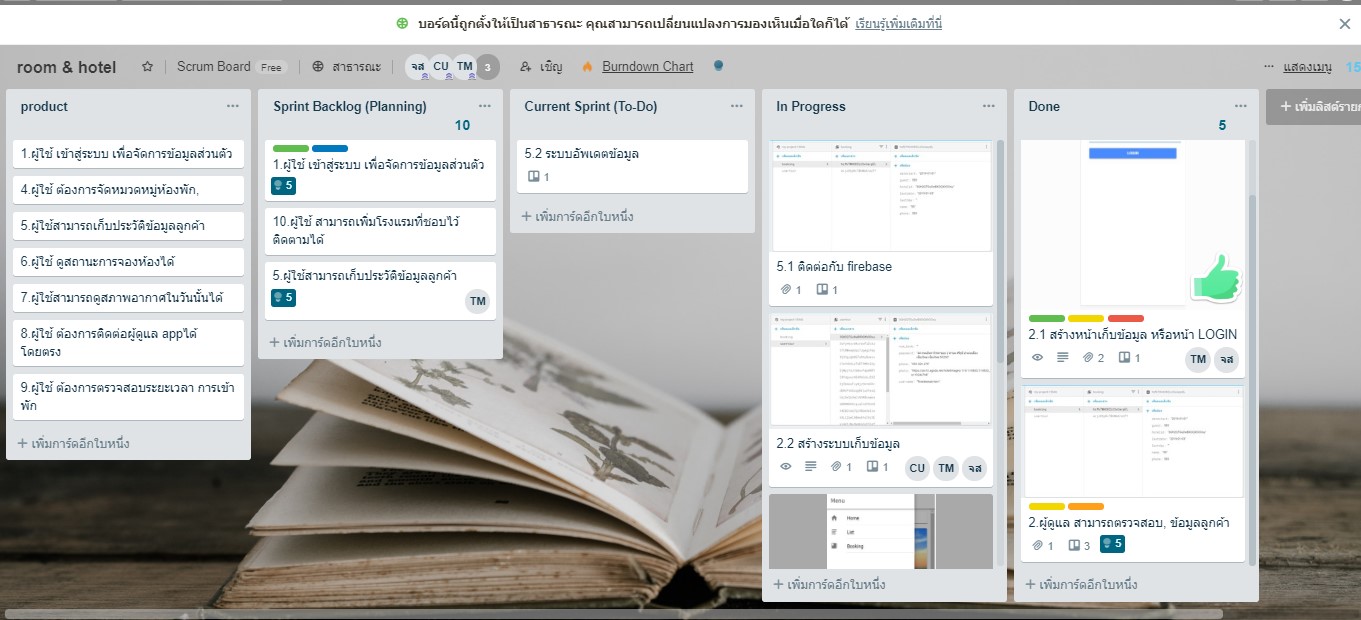 บอร์ดนี้ถูกตั้งให้เป็นสาธารณะ คุณสามารถเปลี่ยนแปลงการมองเห็นเมื่อใดก็ได้ เรียนรู้เพิ่มเติมที่นี่
room & hotel Scrum Board Free สาธารณะ จส CU TM 3 เชิญ Burndown Chart แสดงเมนู 15
product
1.ผู้ใช้ เข้าสู่ระบบ เพื่อจัดการข้อมูลส่วนตัว
4.ผู้ใช้ ต้องการจัดหมวดหมู่ห้องพัก,
5.ผู้ใช้สามารถเก็บประวัติข้อมูลลูกค้า
6.ผู้ใช้ ดูสถานะการจองห้องได้
7.ผู้ใช้สามารถดูสภาพอากาศในวันนั้นได้
8.ผู้ใช้ ต้องการติดต่อผู้ดูแล appได้
โดยตรง
9.ผู้ใช้ ต้องการตรวจสอบระยะเวลา การเข้า
พัก
+ เพิ่มการ์ดอีกใบหนึ่ง
Sprint Backlog (Planning)
10
1.ผู้ใช้ เข้าสู่ระบบ เพื่อจัดการข้อมูลส่วนตัว
5
10.ผู้ใช้ สามารถเพิ่มโรงแรมที่ชอบไว้
ติดตามได้
5.ผู้ใช้สามารถเก็บประวัติข้อมูลลูกค้า
5
TM
+ เพิ่มการ์ดอีกใบหนึ่ง
Current Sprint (To-Do)
5.2 ระบบอัพเดตข้อมูล
1
+ เพิ่มการ์ดอีกใบหนึ่ง
In Progress
5.1 ติดต่อกับ firebase
1 1
2.2 สร้างระบบเก็บข้อมูล
1 1 CU TM จส
Menu
Home
List
Booking
+ เพิ่มการ์ดอีกใบหนึ่ง
Done
5
LOGIN
2.1 สร้างหน้าเก็บข้อมูล หรือหน้า LOGIN
2 1 TM จส
2.ผู้ดูแล สามารถตรวจสอบ, ข้อมูลลูกค้า
1 3 5
+ เพิ่มการ์ดอีกใบหนึ่ง
+ เพิ่มลิสต์ราย